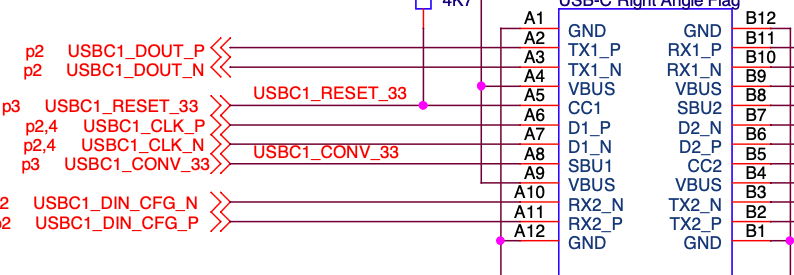 4K7
USB-C Right Angle Flag
A1 GND GND B12
p2 USBC1_DOUT_P A2 TX1_P RX1_P B11
p2 USBC1_DOUT_N A3 TX1_N RX1_N B10
A4 VBUS VBUS B9
p3 USBC1_RESET_33 USBC1_RESET_33 A5 CC1 SBU2 B8
p2,4 USBC1_CLK_P A6 D1_P D2_N B7
p2,4 USBC1_CLK_N A7 D1_N D2_P B6
p3 USBC1_CONV_33 USBC1_CONV_33 A8 SBU1 CC2 B5
A9 VBUS VBUS B4
2 USBC1_DIN_CFG_N A10 RX2_N TX2_N B3
p2 USBC1_DIN_CFG_P A11 RX2_P TX2_P B2
A12 GND GND B1